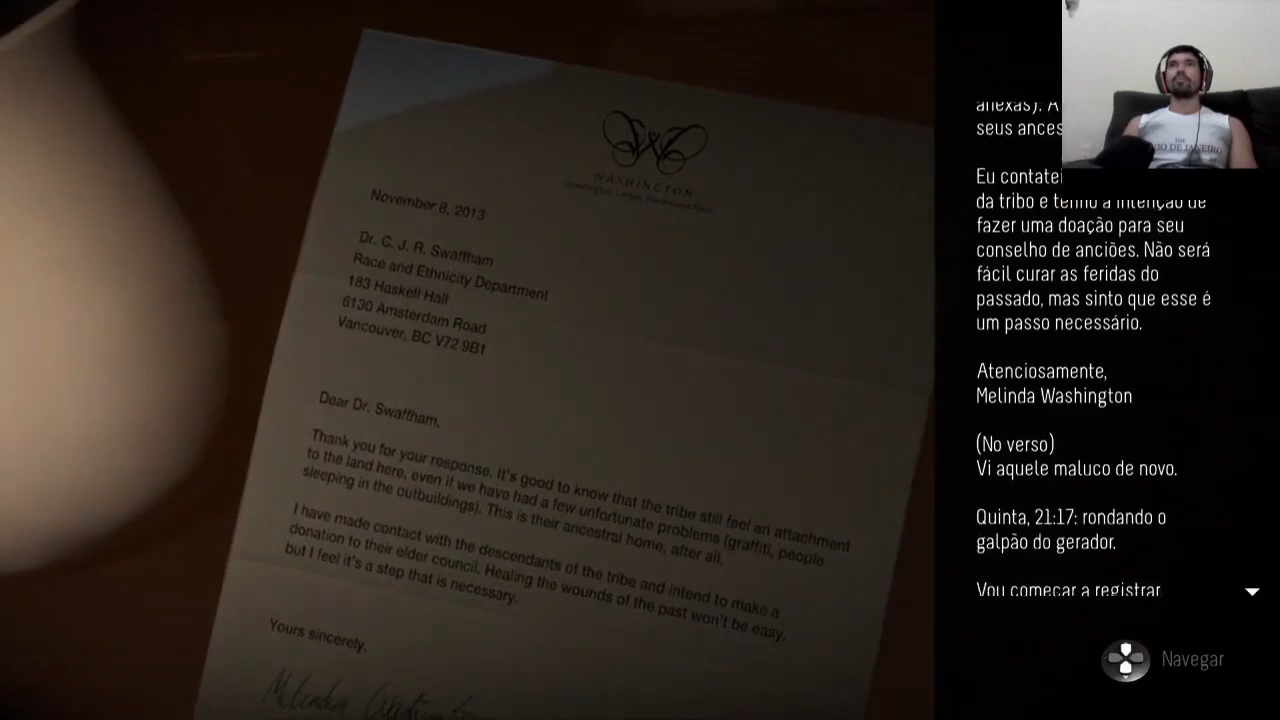 WASHINGTON
November 8, 2013
Dr. C. J. R. Swaffham
Race and Ethnicity Department
183 Haskell Hall
6130 Amsterdam Road
Vancouver, BC V72 9B1
Dear Dr. Swaffham,
Thank you for your response. It's good to know that the tribe still feel an attachment
to the land here, even if we have had a few unfortunate problems (graffiti, people
sleeping in the outbuildings). This is their ancestral home, after all.
I have made contact with the descendants of the tribe and intend to make a
donation to their elder council. Healing the wounds of the past won't be easy,
but I feel it's a step that is necessary.
Yours sincerely,
anexas). A
seus ances
Eu contatei
da tribo e tenho a intenção de
fazer uma doação para seu
conselho de anciões. Não será
fácil curar as feridas do
passado, mas sinto que esse é
um passo necessário.
Atenciosamente,
Melinda Washington
(No verso)
Vi aquele maluco de novo.
Quinta, 21:17: rondando o
galpão do gerador.
Vou começar a registrar
Navegar
RIO DE JANEIRO